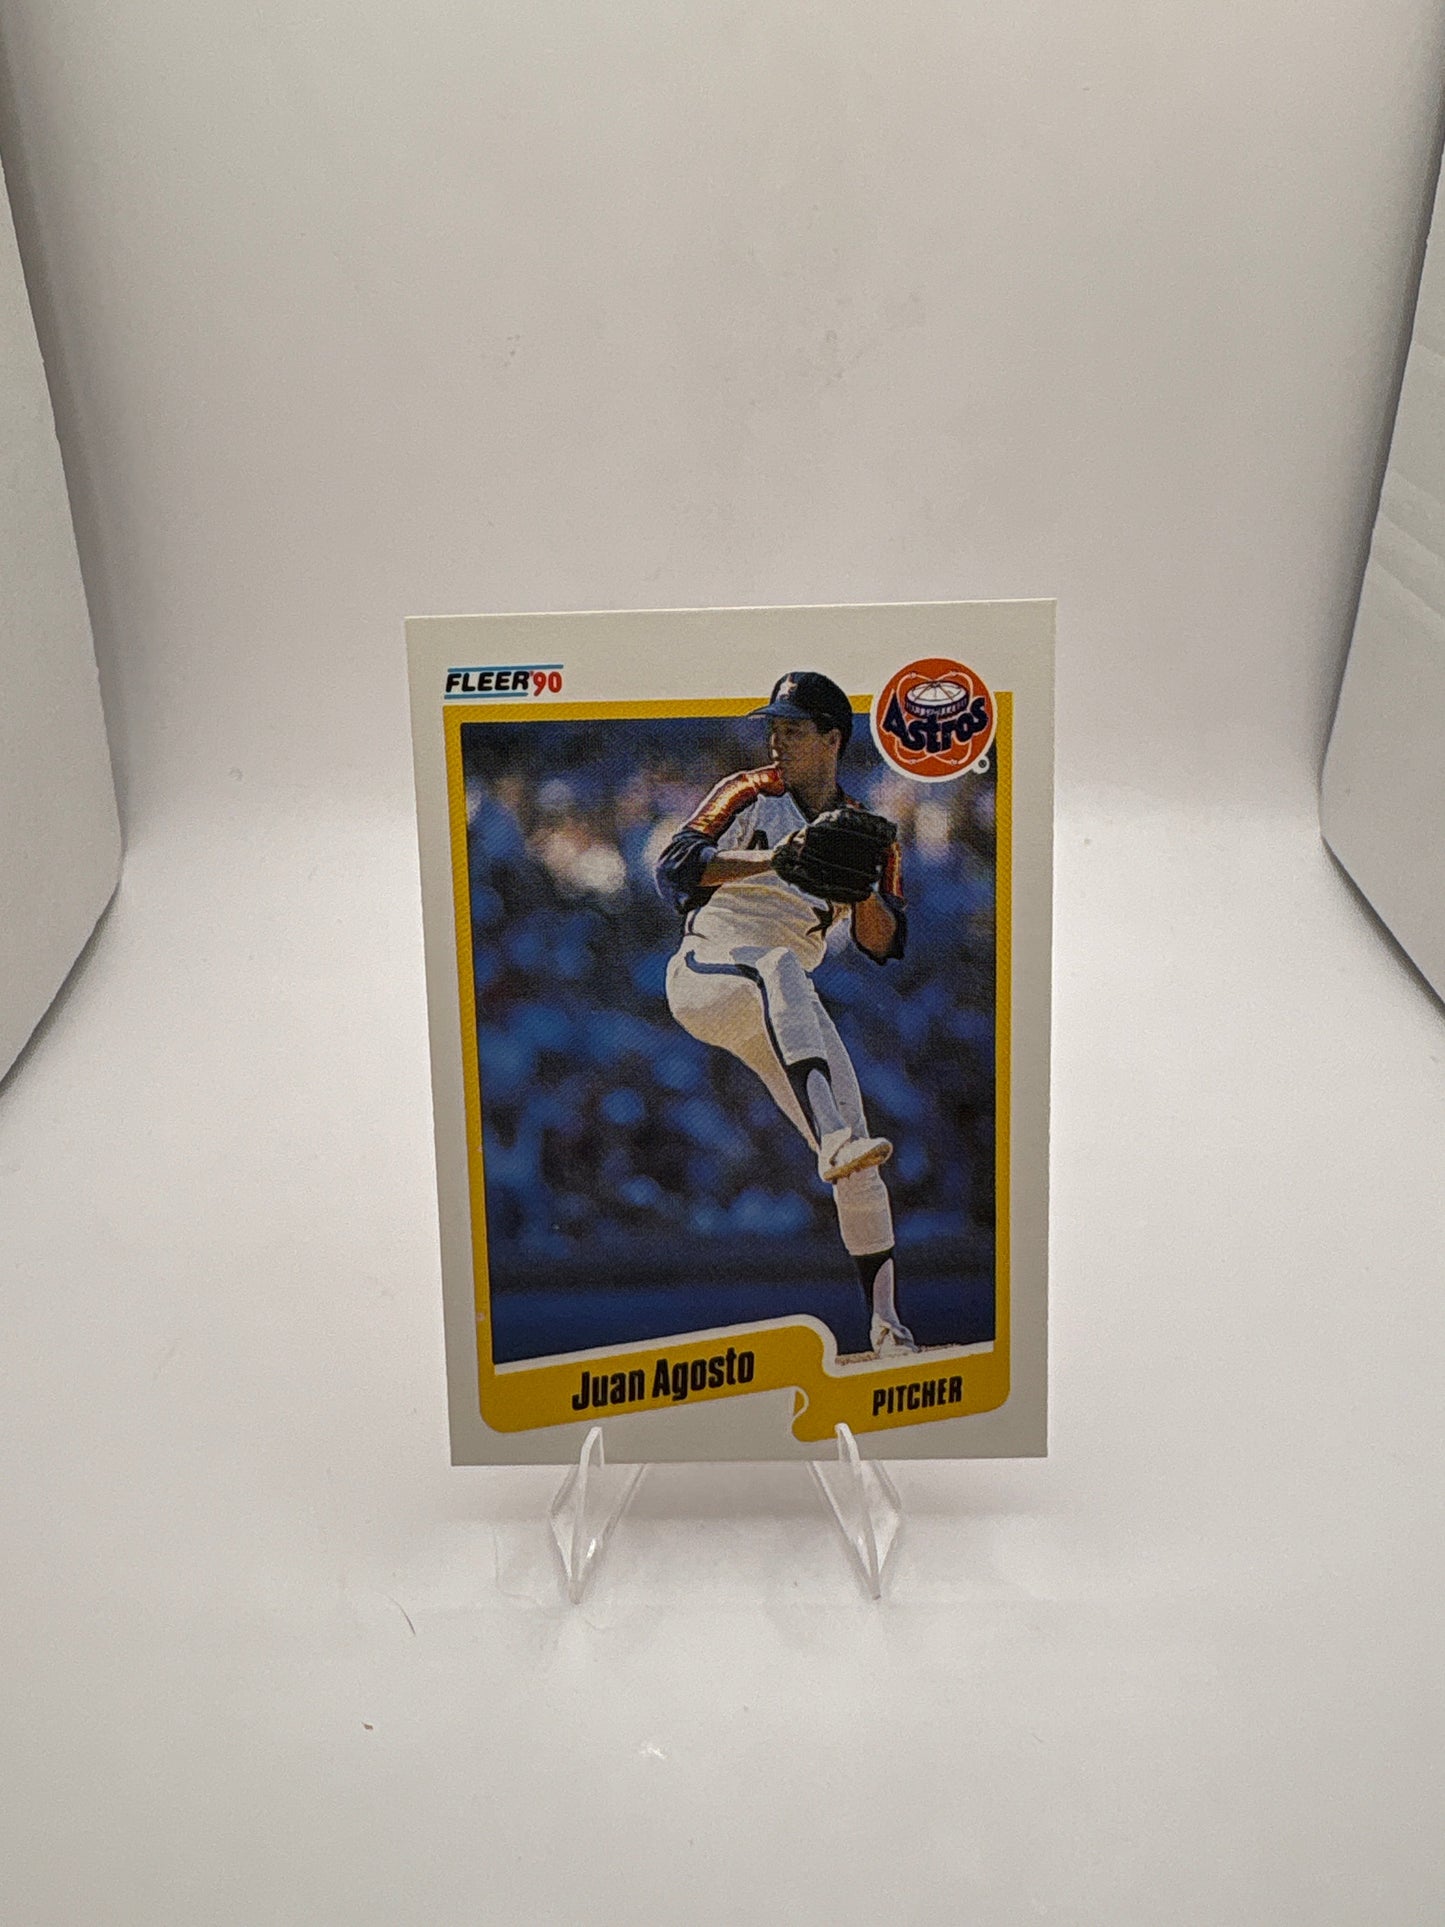 FLEER '90
Astros
®
A
Juan Agosto
PITCHER